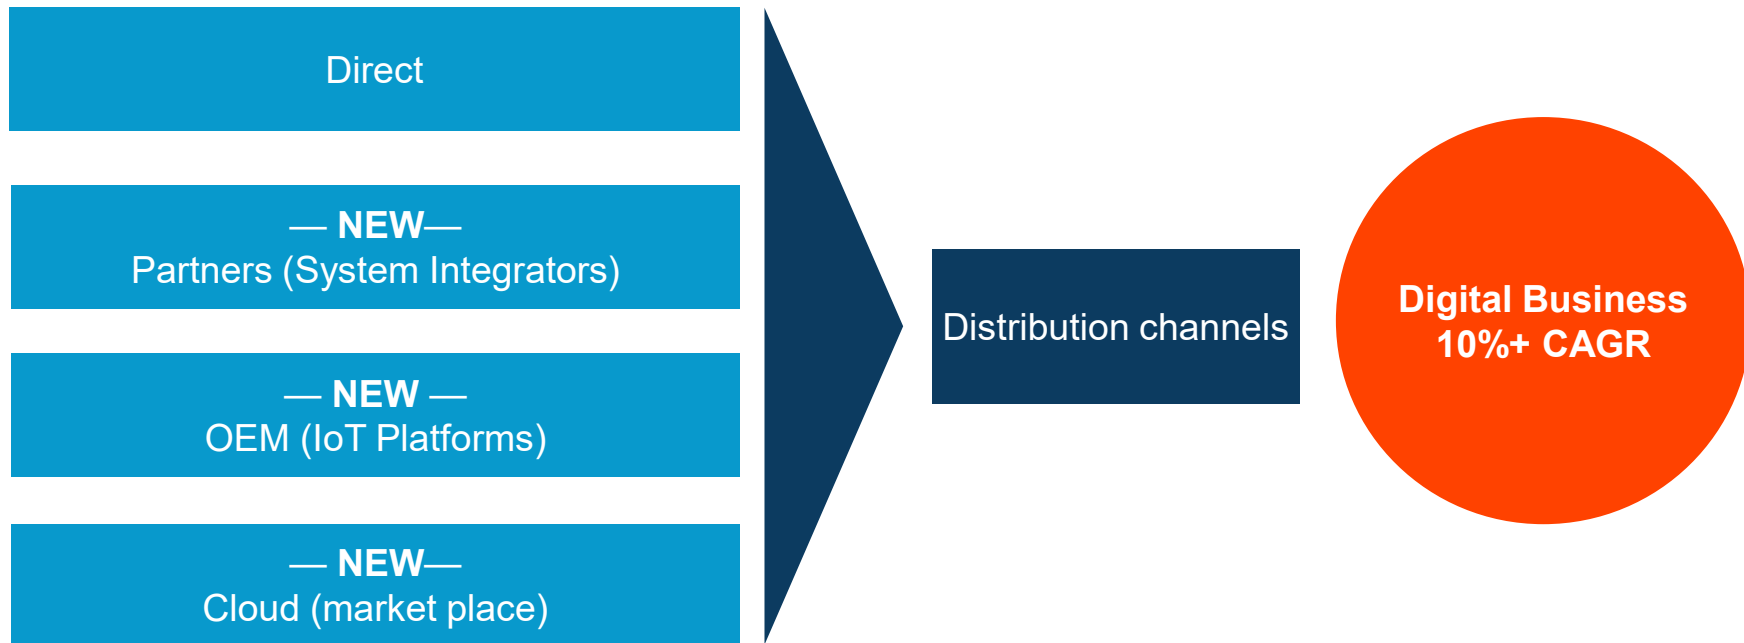 Direct
— NEW—
Partners (System Integrators)
— NEW —
OEM (IoT Platforms)
— NEW—
Cloud (market place)
Distribution channels
Digital Business
10%+ CAGR